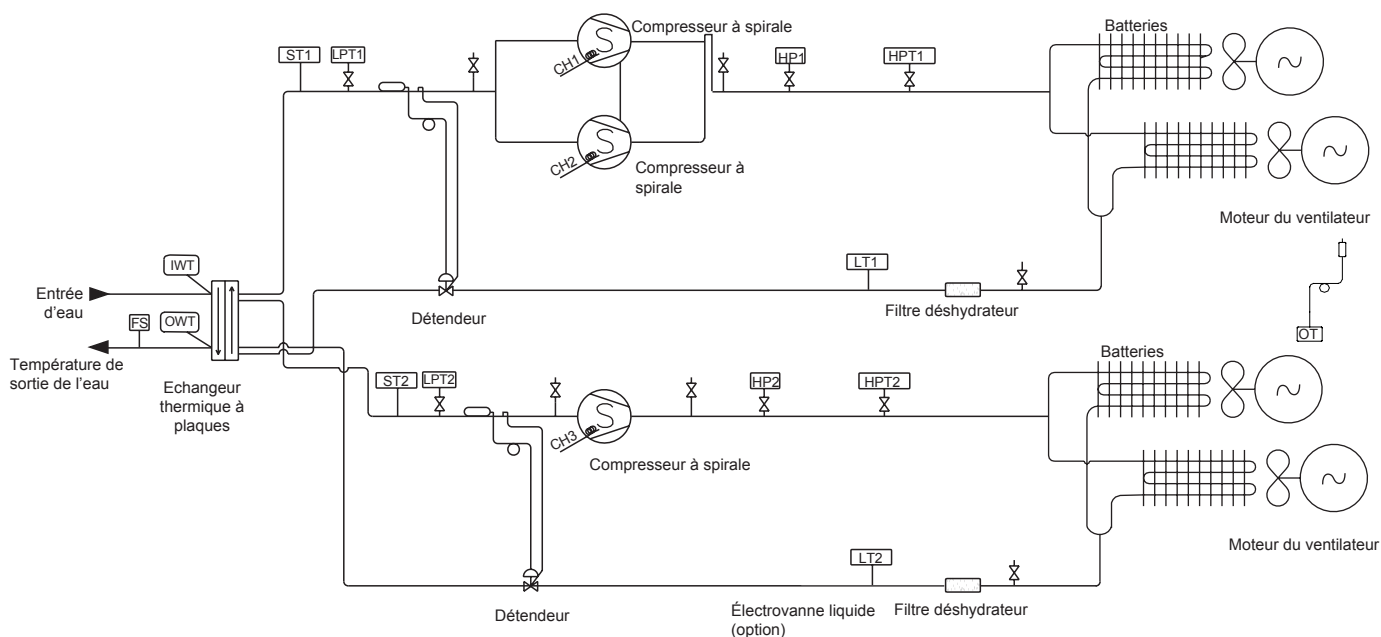 Compresseur à spirale
Batteries
ST1
LPT1
CH1
HP1
HPT1
CH2
Compresseur à
spirale
Moteur du ventilateur
IWT
LT1
Entrée
d'eau
FS
OWT
Détendeur
Filtre déshydrateur
OT
Température de
sortie de l'eau
Echangeur
thermique à
plaques
Batteries
ST2
LPT2
HP2
HPT2
CH3
Compresseur à spirale
Moteur du ventilateur
LT2
Détendeur
Électrovanne liquide
(option)
Filtre déshydrateur